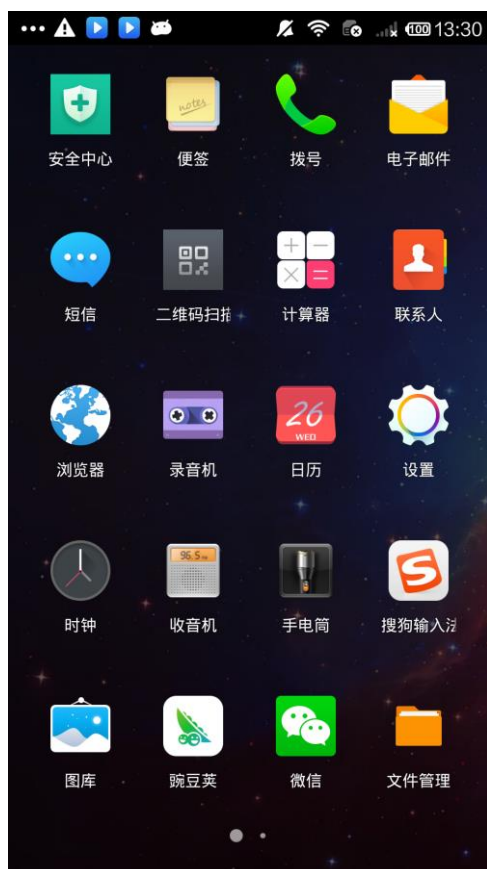 100 13:30
notes
安全中心 便签 拨号 电子邮件
短信 二维码扫描 计算器 联系人
26
WED
浏览器 录音机 日历 设置
96.5
时钟 收音机 手电筒 搜狗输入法
图库 豌豆荚 微信 文件管理